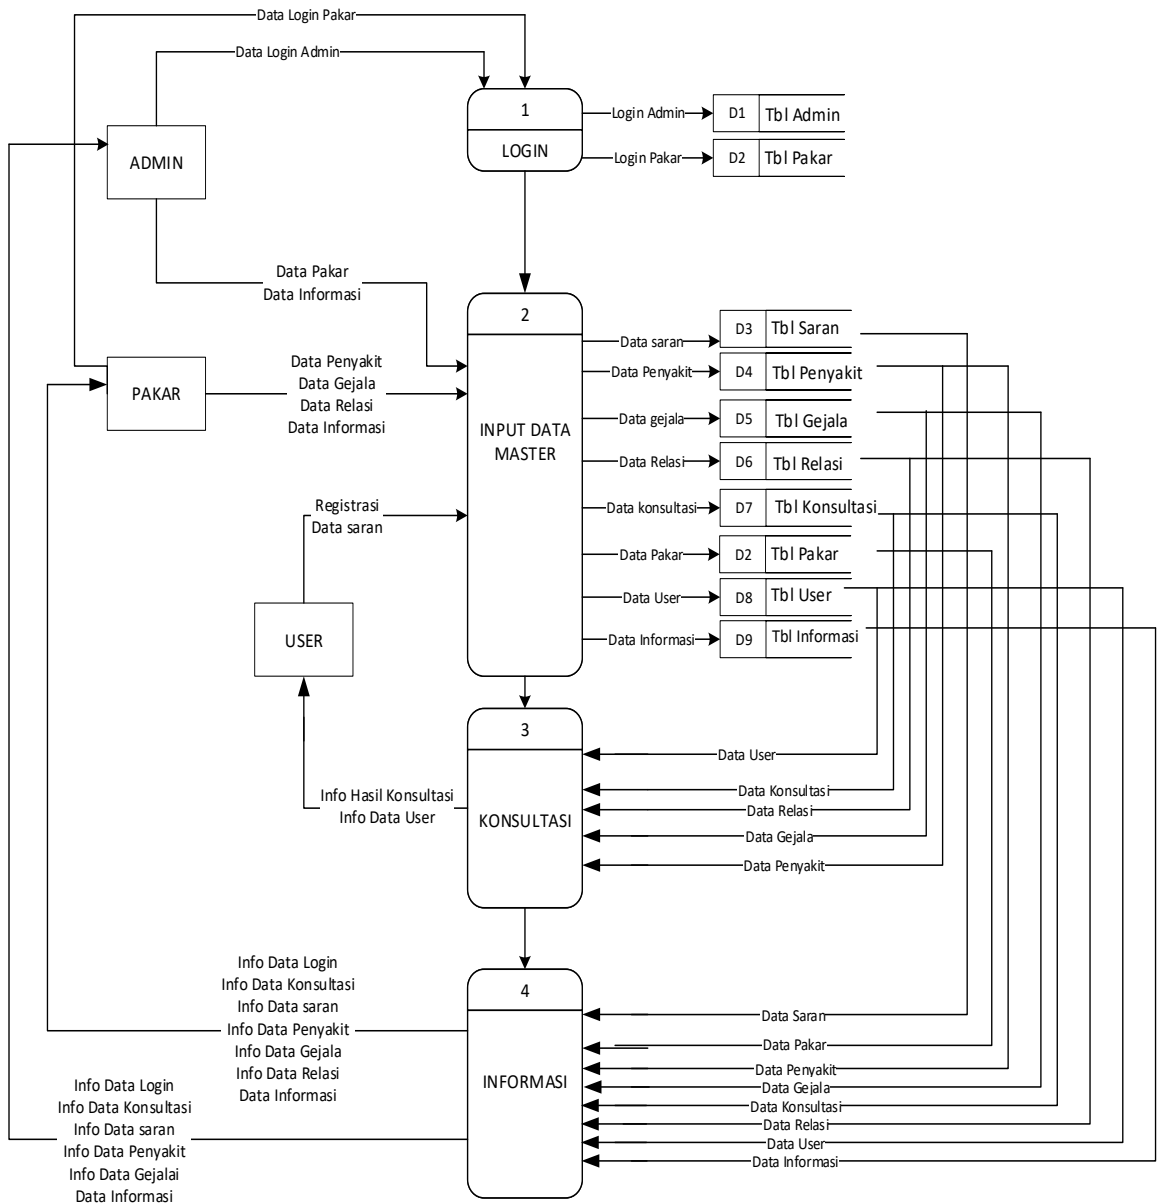 Data Login Pakar
Data Login Admin
1
LOGIN
Login Admin
D1
Tbl Admin
Login Pakar
D2
Tbl Pakar
ADMIN
Data Pakar
Data Informasi
PAKAR
Data Penyakit
Data Gejala
Data Relasi
Data Informasi
2
INPUT DATA
MASTER
Data saran
D3
Tbl Saran
Data Penyakit
D4
Tbl Penyakit
Data gejala
D5
Tbl Gejala
Data Relasi
D6
Tbl Relasi
Data konsultasi
D7
Tbl Konsultasi
Data Pakar
D2
Tbl Pakar
Data User
D8
Tbl User
Data Informasi
D9
Tbl Informasi
Registrasi
Data saran
USER
3
KONSULTASI
Info Hasil Konsultasi
Info Data User
Data User
Data Konsultasi
Data Relasi
Data Gejala
Data Penyakit
4
INFORMASI
Info Data Login
Info Data Konsultasi
Info Data saran
Info Data Penyakit
Info Data Gejala
Info Data Relasi
Data Informasi
Info Data Login
Info Data Konsultasi
Info Data saran
Info Data Penyakit
Info Data Gejalai
Data Informasi
Data Saran
Data Pakar
Data Penyakit
Data Gejala
Data Konsultasi
Data Relasi
Data User
Data Informasi